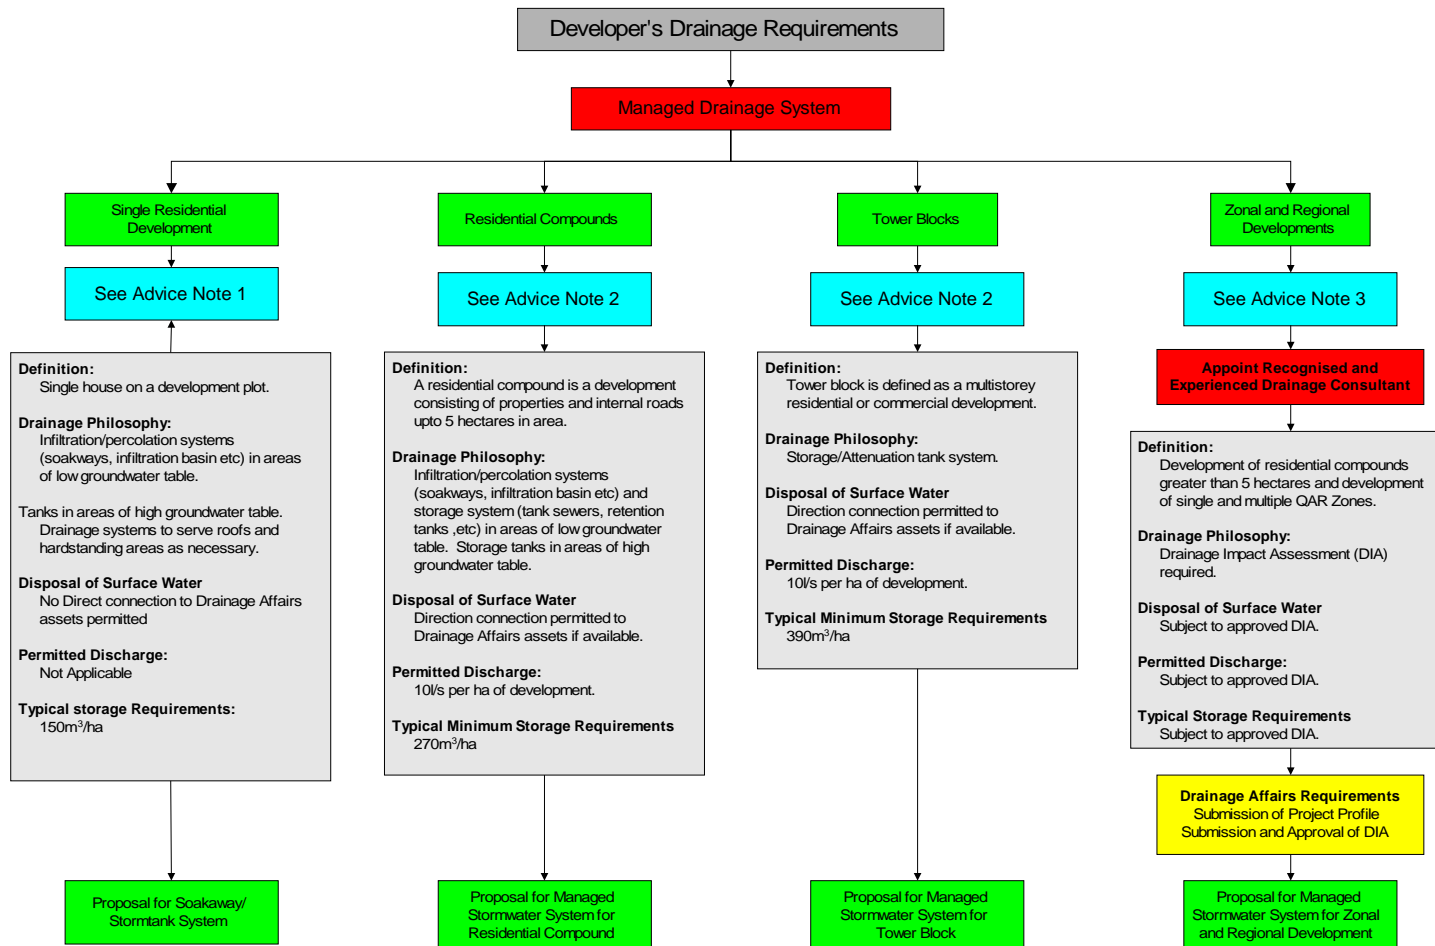 Developer's Drainage Requirements
Managed Drainage System
Single Residential
Development
See Advice Note 1
Definition:
Single house on a development plot.
Drainage Philosophy:
Infiltration/percolation systems
(soakways, infiltration basin etc) in areas
of low groundwater table.
Tanks in areas of high groundwater table.
Drainage systems to serve roofs and
hardstanding areas as necessary.
Disposal of Surface Water
No Direct connection to Drainage Affairs
assets permitted
Permitted Discharge:
Not Applicable
Typical storage Requirements:
150m³/ha
Proposal for Soakaway/
Stormtank System
Residential Compounds
See Advice Note 2
Definition:
A residential compound is a development
consisting of properties and internal roads
upto 5 hectares in area.
Drainage Philosophy:
Infiltration/percolation systems
(soakways, infiltration basin etc) and
storage system (tank sewers, retention
tanks ,etc) in areas of low groundwater
table. Storage tanks in areas of high
groundwater table.
Disposal of Surface Water
Direction connection permitted to
Drainage Affairs assets if available.
Permitted Discharge:
10l/s per ha of development.
Typical Minimum Storage Requirements
270m³/ha
Proposal for Managed
Stormwater System for
Residential Compound
Tower Blocks
See Advice Note 2
Definition:
Tower block is defined as a multistorey
residential or commercial development.
Drainage Philosophy:
Storage/Attenuation tank system.
Disposal of Surface Water
Direction connection permitted to
Drainage Affairs assets if available.
Permitted Discharge:
10l/s per ha of development.
Typical Minimum Storage Requirements
390m³/ha
Proposal for Managed
Stormwater System for
Tower Block
Zonal and Regional
Developments
See Advice Note 3
Appoint Recognised and
Experienced Drainage Consultant
Definition:
Development of residential compounds
greater than 5 hectares and development
of single and multiple QAR Zones.
Drainage Philosophy:
Drainage Impact Assessment (DIA)
required.
Disposal of Surface Water
Subject to approved DIA.
Permitted Discharge:
Subject to approved DIA.
Typical Storage Requirements
Subject to approved DIA.
Drainage Affairs Requirements
Submission of Project Profile
Submission and Approval of DIA
Proposal for Managed
Stormwater System for Zonal
and Regional Development